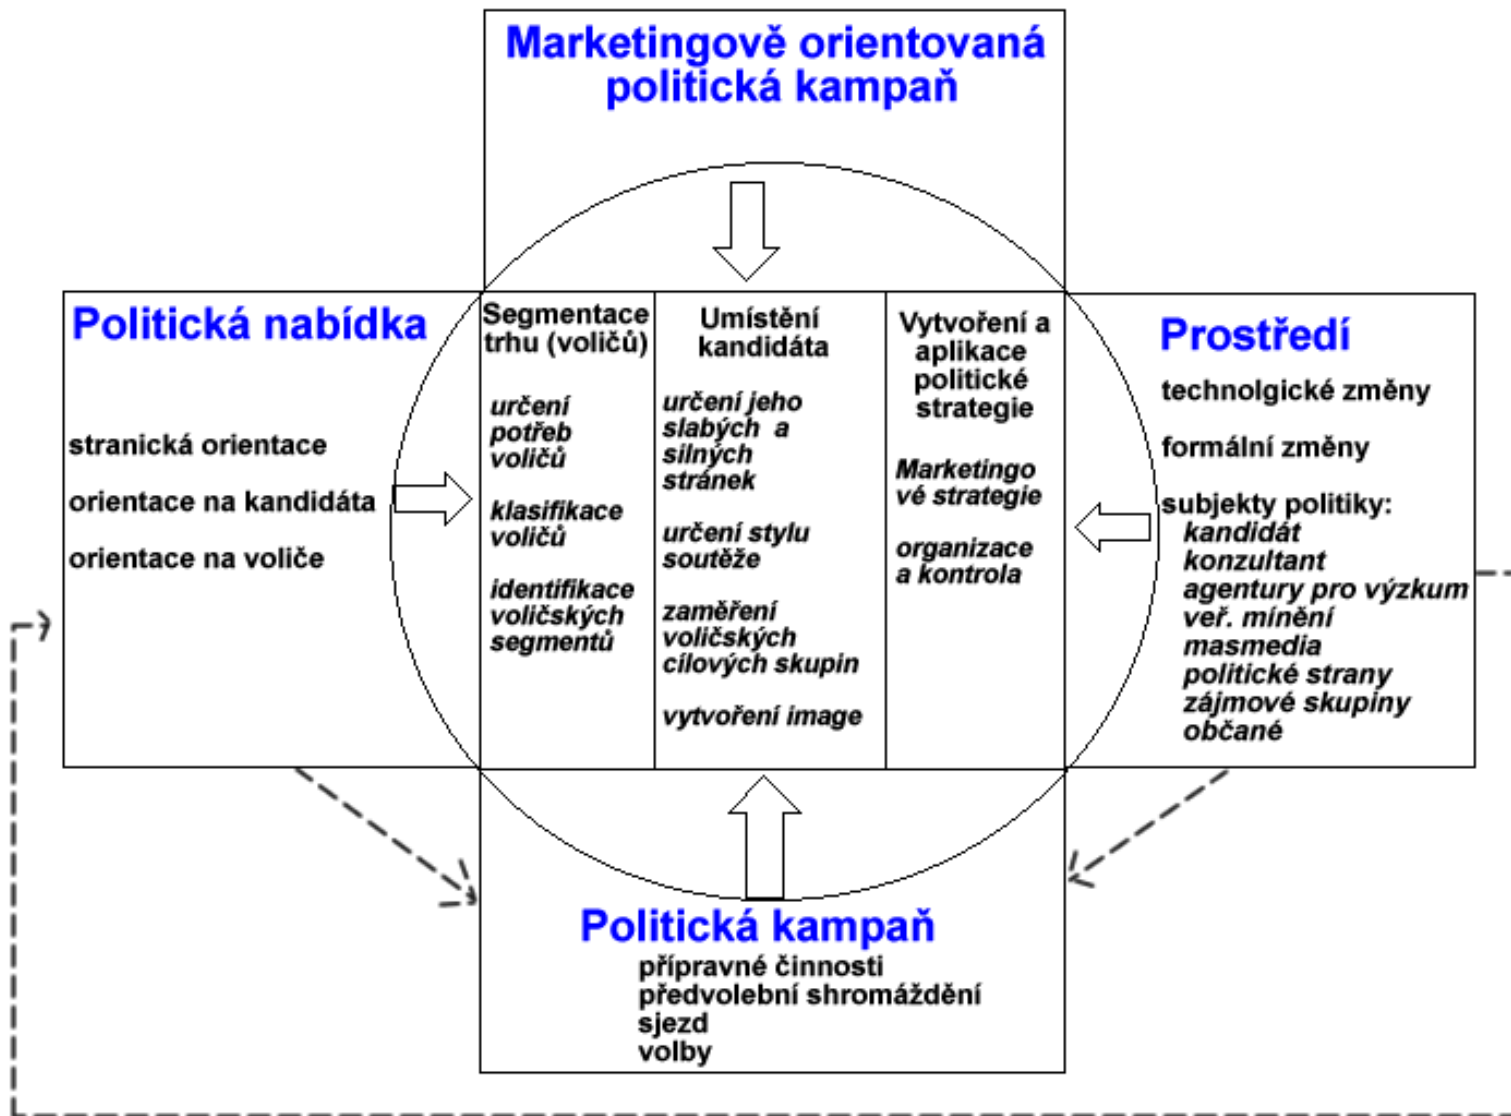 Marketingově orientovaná
politická kampaň
Politická nabídka
stranická orientace
orientace na kandidáta
orientace na voliče
Segmentace
trhu (voličů)
určení
potřeb
voličů
klasifikace
voličů
identifikace
voličských
segmentů
Umístění
kandidáta
určení jeho
slabých a
silných
stránek
určení stylu
soutěže
zaměření
voličských
cílových skupin
vytvoření image
Vytvoření a
aplikace
politické
strategie
Marketingo
vé strategie
organizace
a kontrola
Prostředí
technolgické změny
formální změny
subjekty politiky:
kandidát
konzultant
agentury pro výzkum
veř. mínění
masmedia
politické strany
zájmové skupiny
občané
Politická kampaň
přípravné činnosti
předvolební shromáždění
sjezd
volby